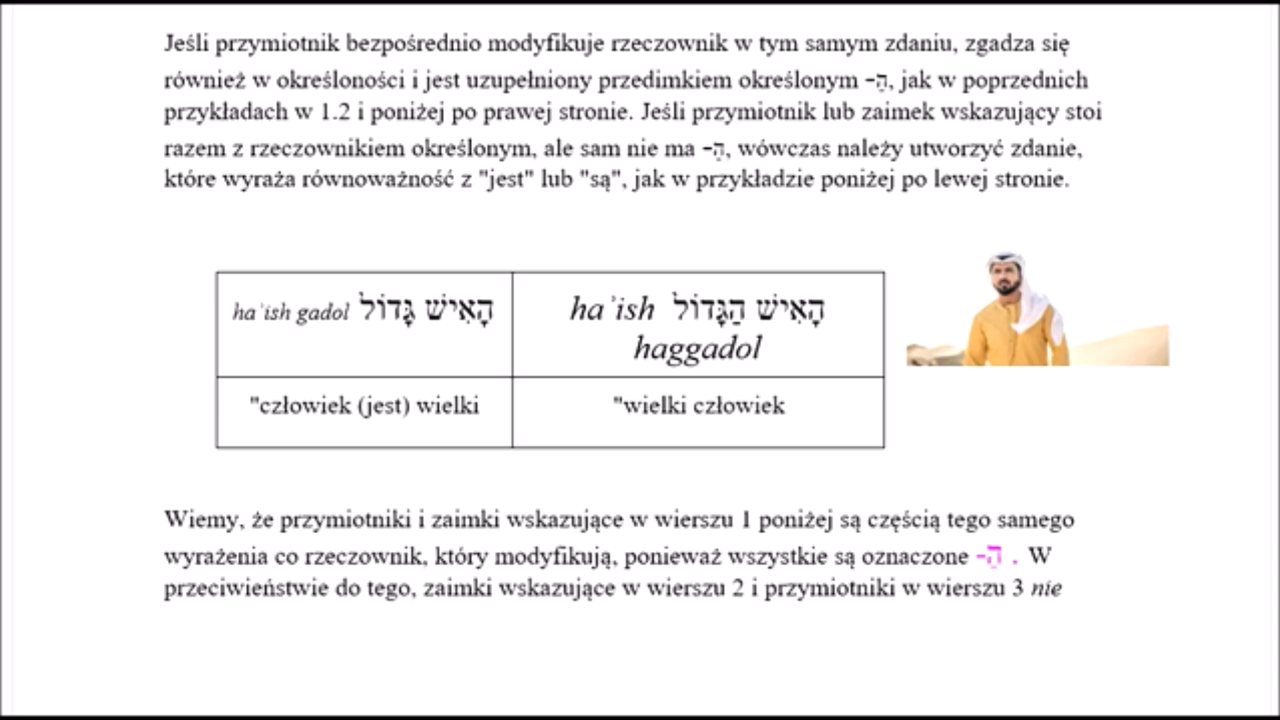 Jeśli przymiotnik bezpośrednio modyfikuje rzeczownik w tym samym zdaniu, zgadza się
również w określoności i jest uzupełniony przedimkiem określonym -הַ, jak w poprzednich
przykładach w 1.2 i poniżej po prawej stronie. Jeśli przymiotnik lub zaimek wskazujący stoi
razem z rzeczownikiem określonym, ale sam nie ma -הַ, wówczas należy utworzyć zdanie,
które wyraża równoważność z "jest" lub "są", jak w przykładzie poniżej po lewej stronie.
ha'ish gadol הָאִישׁ גָּדוֹל
ha'ish הָאִישׁ הַגָּדוֹל
haggadol
"człowiek (jest) wielki
"wielki człowiek
Wiemy, że przymiotniki i zaimki wskazujące w wierszu 1 poniżej są częścią tego samego
wyrażenia co rzeczownik, który modyfikują, ponieważ wszystkie są oznaczone -הַ . W
przeciwieństwie do tego, zaimki wskazujące w wierszu 2 i przymiotniki w wierszu 3 nie